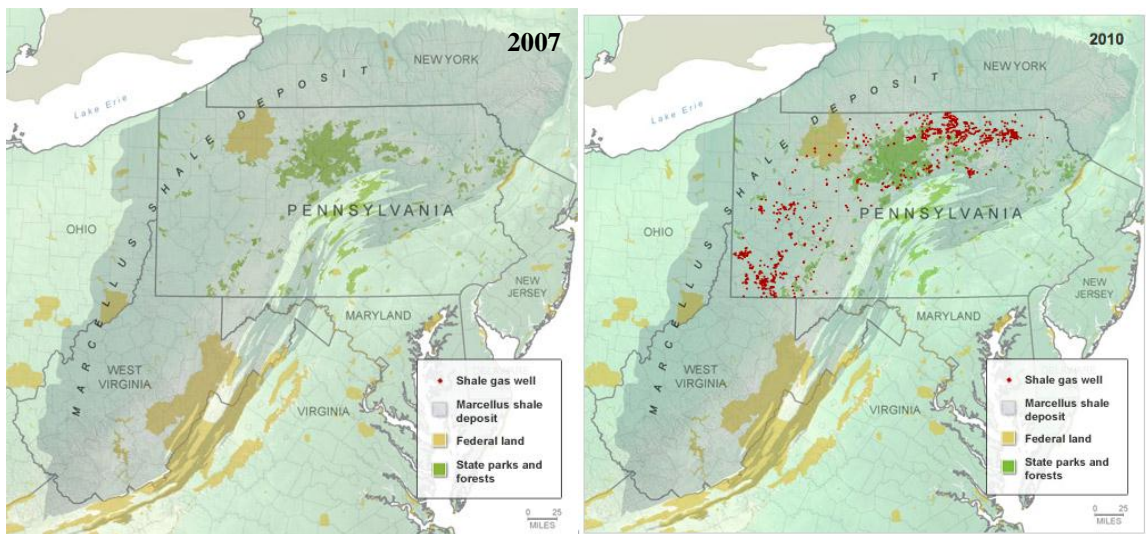 2007
NEW YORK
Lake Erie
MARCELLUS SHALE DEPOSIT
PENNSYLVANIA
OHIO
NEW
JERSEY
MARYLAND
WEST
VIRGINIA
VIRGINIA
Shale gas well
Marcellus shale
deposit
Federal land
State parks and
forests
0 25
MILES
2010
NEW YORK
Lake Erie
MARCELLUS SHALE DEPOSIT
PENNSYLVANIA
OHIO
NEW
JERSEY
MARYLAND
WEST
VIRGINIA
VIRGINIA
Shale gas well
Marcellus shale
deposit
Federal land
State parks and
forests
0 25
MILES